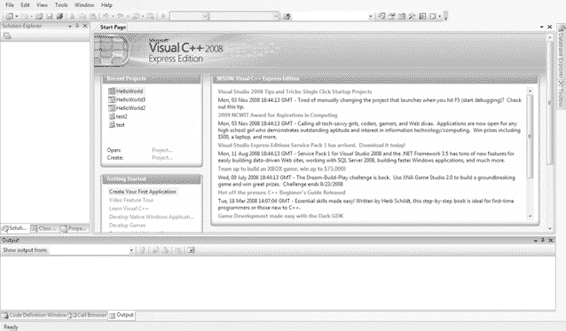 File Edit View Tools Window Help
Solution Explorer
Start Page
Microsoft
Visual C++ 2008
Express Edition
Recent Projects
HelloWorld
HelloWorld3
HelloWorld2
test2
test
Open: Project...
Create: Project...
Getting Started
Create Your First Application
Video Feature Tour
Learn Visual C++
Develop Native Windows Applicati...
Develop Games
MSDN: Visual C++ Express Edition
Visual Studio 2008 Tips and Tricks: Single Click Startup Projects
Mon, 03 Nov 2008 18:44:13 GMT - Tired of manually changing the project that launches when you hit F5 (start debugging)? Check
out this tip.
2009 NCWIT Award for Aspirations in Computing
Mon, 03 Nov 2008 18:44:13 GMT - Calling all tech-savvy girls, coders, gamers, and Web divas. Applications are now open for any
high school girl who demonstrates outstanding aptitude and interest in information technology/computing. Win prizes including
$500, a laptop, and more.
Visual Studio Express Editions Service Pack 1 has arrived. Download it today!
Mon, 11 Aug 2008 18:44:13 GMT - Service Pack 1 for Visual Studio 2008 and the .NET Framework 3.5 has tons of new features for
easily building data-driven Web sites, working with SQL Server 2008, building faster Windows applications, and much more.
Team up to build an XBOX game, win up to $75,000!
Wed, 09 July 2008 18:44:13 GMT - The Dream-Build-Play challenge is back. Use XNA Game Studio 2.0 to build a groundbreaking
game and win great prizes. Challenge ends 9/23/2008
Hot off the presses: C++ Beginner's Guide Released
Tue, 18 Mar 2008 14:07:04 GMT - Essential skills made easy! Written by Herb Schildt, this step-by-step book is ideal for first-time
programmers or those new to C++.
Game Development made easy with the Dark GDK
Database Explorer
Toolbox
Solut...
Class ...
Prope...
Output
Show output from:
Code Definition Window
Call Browser
Output
Ready